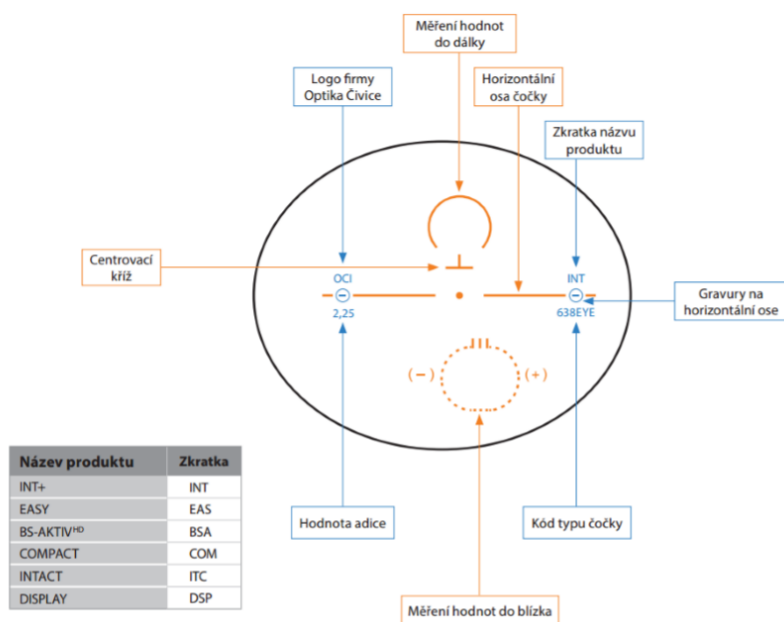 Měření hodnot
do dálky
Logo firmy
Optika Čivice
Horizontální
osa čočky
Zkratka názvu
produktu
Centrovací
kříž
OCI
INT
2,25
638EYE
Gravury na
horizontální ose
(−)
(+)
Název produktu Zkratka
INT+ INT
EASY EAS
BS-AKTIVᴴᴰ BSA
COMPACT COM
INTACT ITC
DISPLAY DSP
Hodnota adice
Kód typu čočky
Měření hodnot do blízka